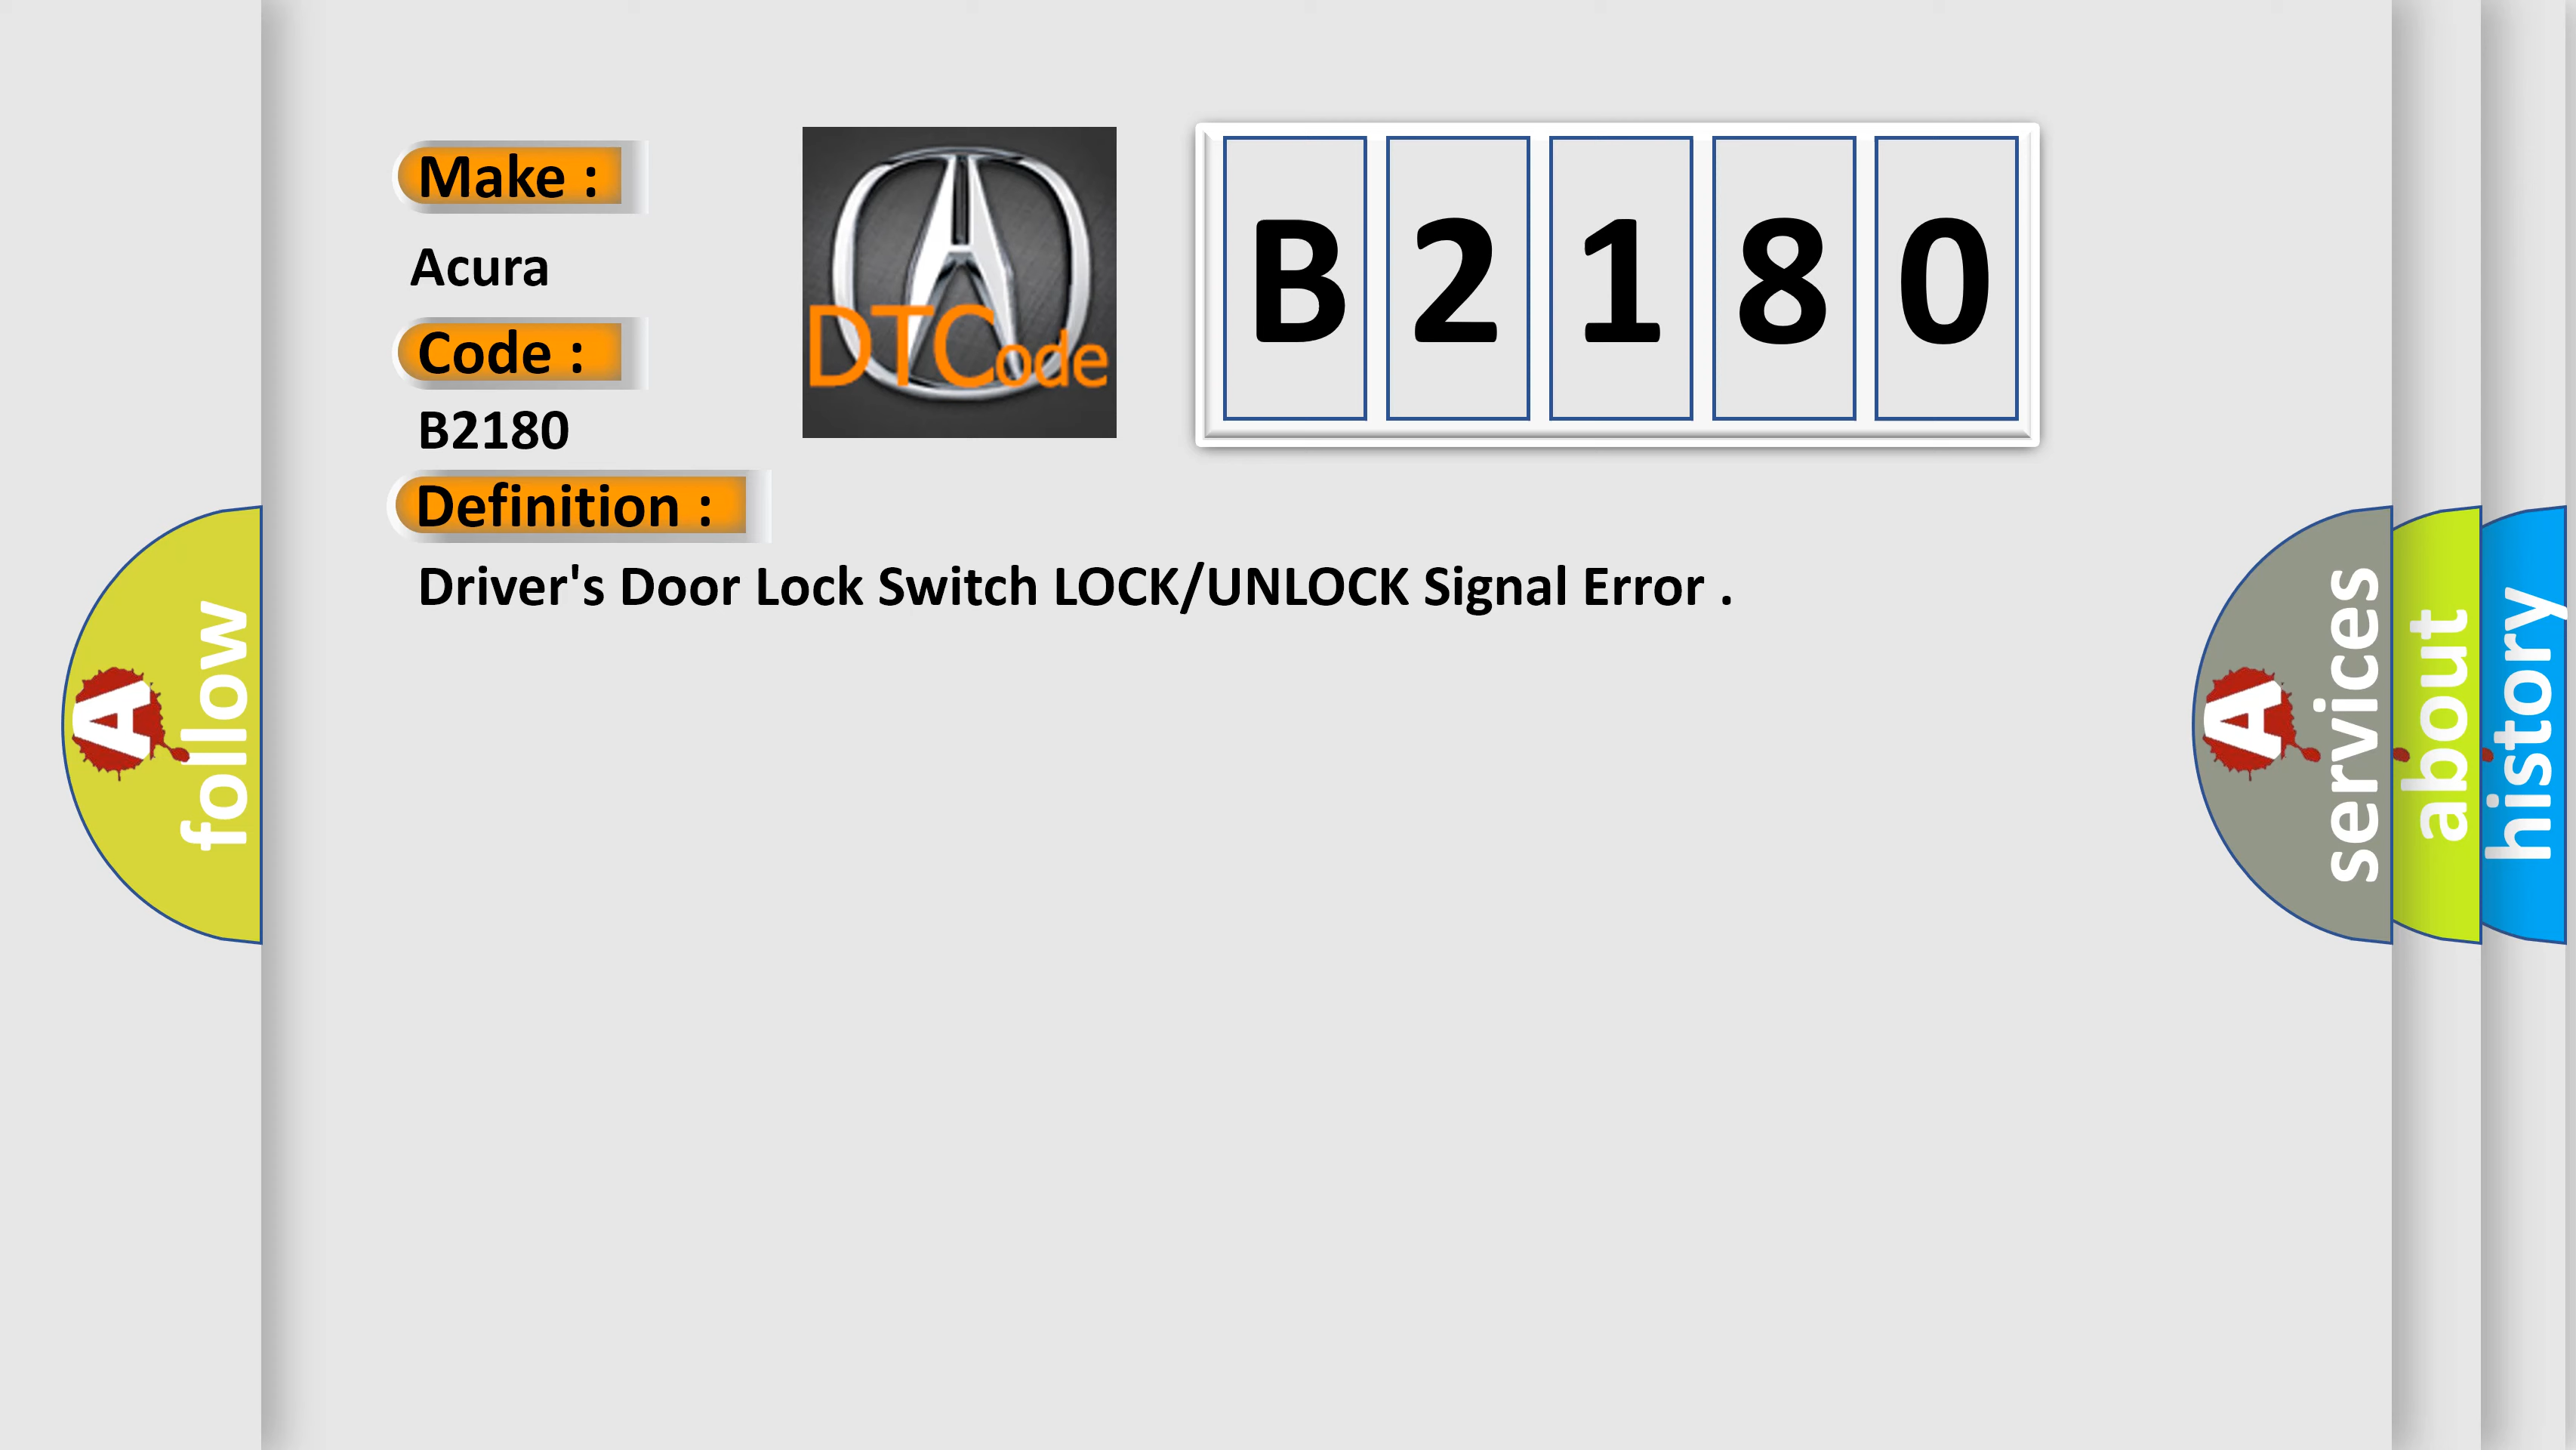 Make :
Acura
Code :
B2180
Definition :
Driver's Door Lock Switch LOCK/UNLOCK Signal Error .
DTCode
B 2 1 8 0
A
follow
A
services
about
history